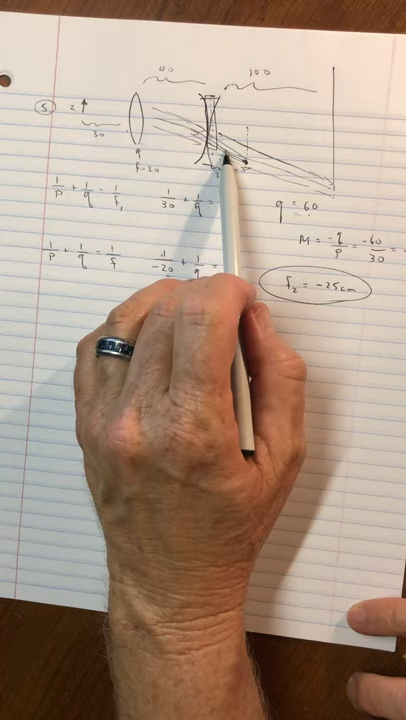 40 100
5 2
30
f=20
1/p + 1/q = 1/f₁ 1/30 + 1/q = q = 60
M = -q/p = -60/30 =
1/p + 1/q = 1/f 1/-20 + 1/q = f₂ = -25cm